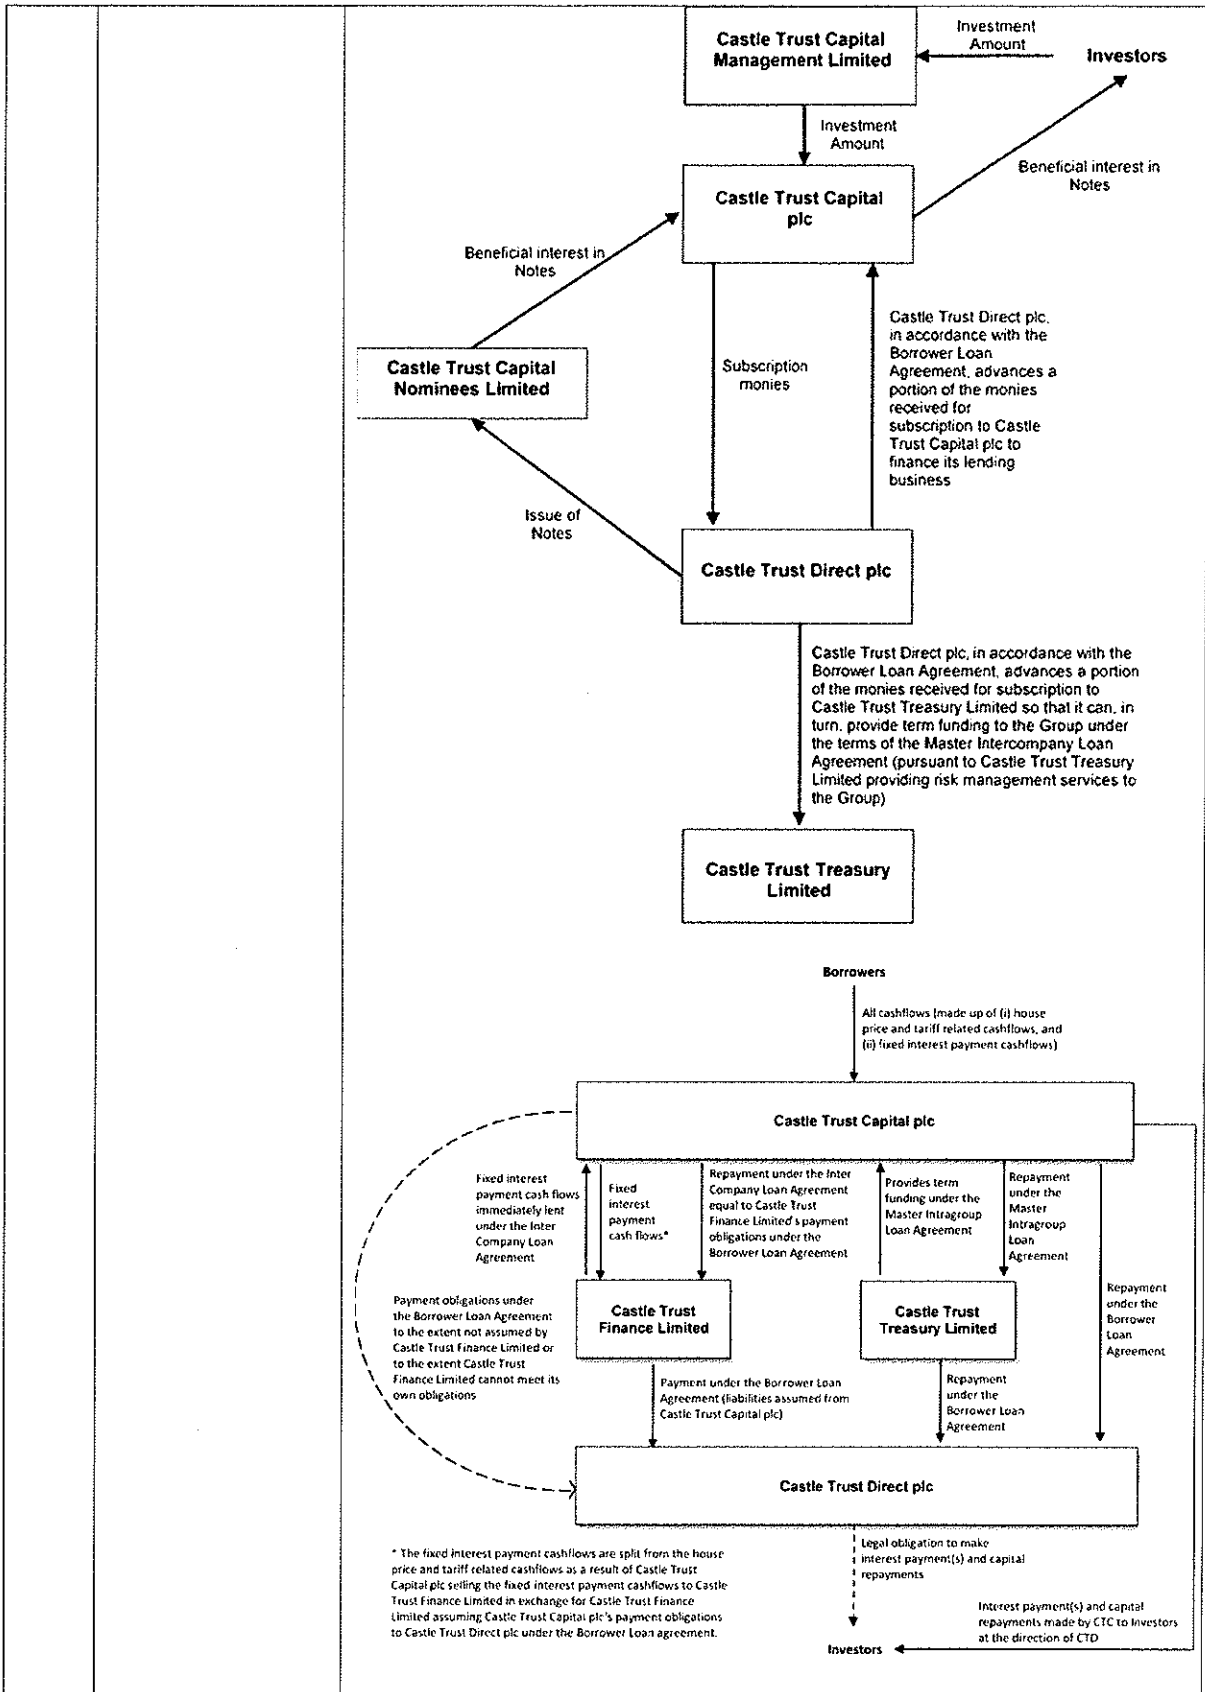 Castle Trust Capital
Management Limited
Investment
Amount
Investors
Investment
Amount
Beneficial interest in
Notes
Castle Trust Capital
plc
Beneficial interest in
Notes
Castle Trust Capital
Nominees Limited
Subscription
monies
Castle Trust Direct plc,
in accordance with the
Borrower Loan
Agreement, advances a
portion of the monies
received for
subscription to Castle
Trust Capital plc to
finance its lending
business
Issue of
Notes
Castle Trust Direct plc
Castle Trust Direct plc, in accordance with the
Borrower Loan Agreement, advances a portion
of the monies received for subscription to
Castle Trust Treasury Limited so that it can, in
turn, provide term funding to the Group under
the terms of the Master Intercompany Loan
Agreement (pursuant to Castle Trust Treasury
Limited providing risk management services to
the Group)
Castle Trust Treasury
Limited
Borrowers
All cashflows (made up of (i) house
price and tariff related cashflows, and
(ii) fixed interest payment cashflows)
Castle Trust Capital plc
Fixed interest
payment cash flows
immediately lent
under the Inter
Company Loan
Agreement
Fixed
interest
payment
cash flows*
Repayment under the Inter
Company Loan Agreement
equal to Castle Trust
Finance Limited's payment
obligations under the
Borrower Loan Agreement
Provides term
funding under the
Master Intragroup
Loan Agreement
Repayment
under the
Master
Intragroup
Loan
Agreement
Repayment
under the
Borrower
Loan
Agreement
Payment obligations under
the Borrower Loan Agreement
to the extent not assumed by
Castle Trust Finance Limited or
to the extent Castle Trust
Finance Limited cannot meet its
own obligations
Castle Trust
Finance Limited
Castle Trust
Treasury Limited
Payment under the Borrower Loan
Agreement (liabilities assumed from
Castle Trust Capital plc)
Repayment
under the
Borrower Loan
Agreement
Castle Trust Direct plc
Legal obligation to make
interest payment(s) and capital
repayments
* The fixed interest payment cashflows are split from the house
price and tariff related cashflows as a result of Castle Trust
Capital plc selling the fixed interest payment cashflows to Castle
Trust Finance Limited in exchange for Castle Trust Finance
Limited assuming Castle Trust Capital plc's payment obligations
to Castle Trust Direct plc under the Borrower Loan agreement.
Interest payment(s) and capital
repayments made by CTC to Investors
at the direction of CTD
Investors